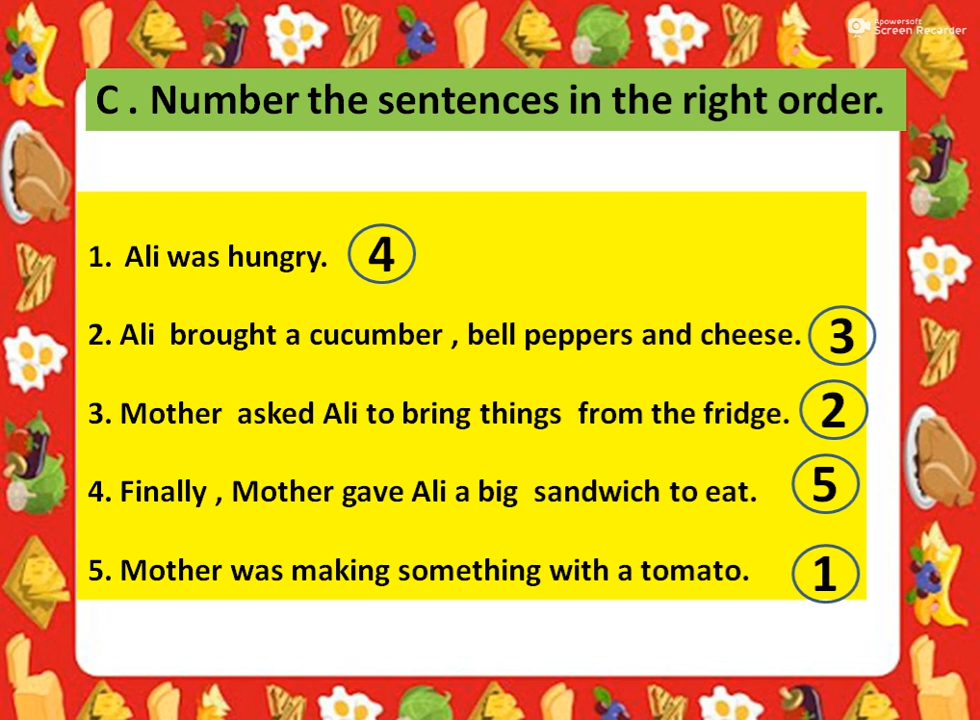 Apowersoft
Screen Recorder
C . Number the sentences in the right order.
1. Ali was hungry. 4
2. Ali brought a cucumber , bell peppers and cheese. 3
3. Mother asked Ali to bring things from the fridge. 2
4. Finally , Mother gave Ali a big sandwich to eat. 5
5. Mother was making something with a tomato. 1